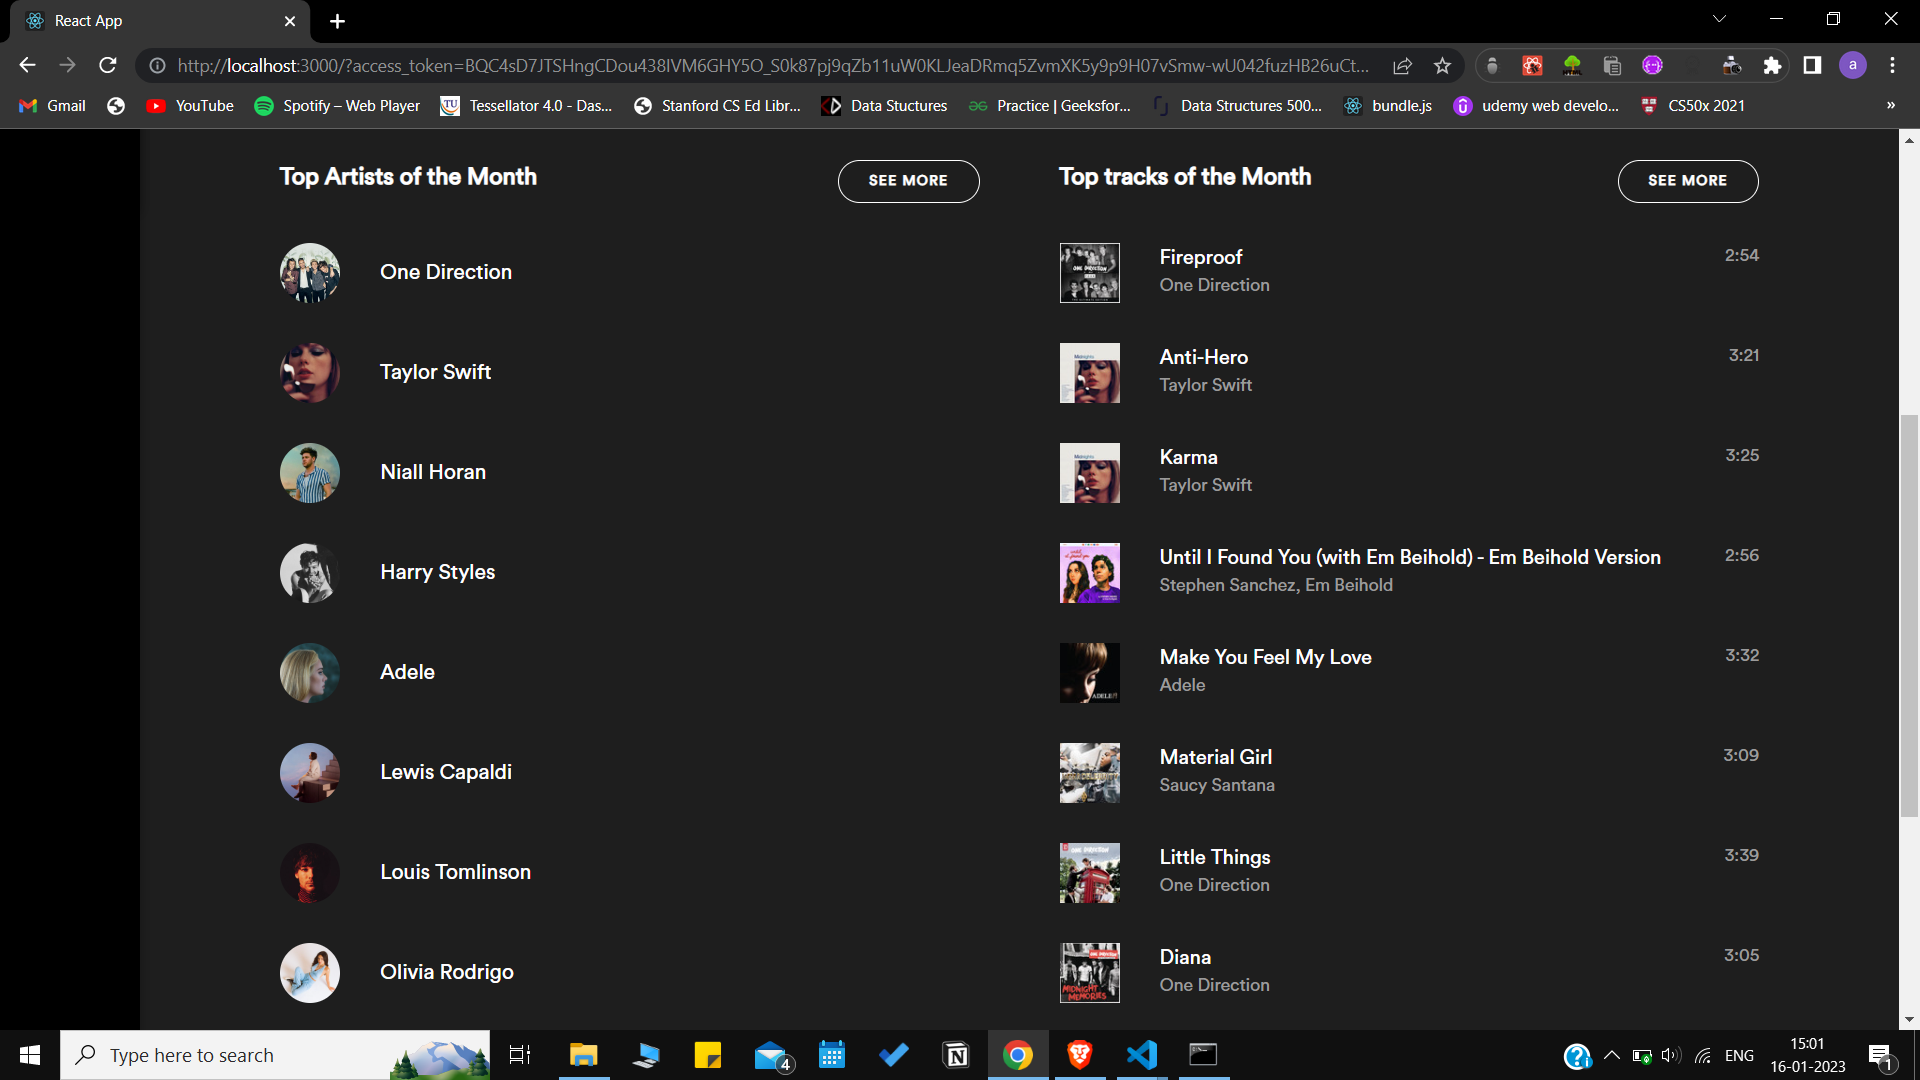 React App
http://localhost:3000/?access_token=BQC4sD7JTSHngCDou438IVM6GHY5O_S0k87pj9qZb11uW0KLJeaDRmq5ZvmXK5y9p9H07vSmw-wU042fuzHB26uCt...
a
Gmail YouTube Spotify – Web Player Tessellator 4.0 - Das... Stanford CS Ed Libr... Data Stuctures Practice | Geeksfor... Data Structures 500... bundle.js udemy web develo... CS50x 2021 »
Top Artists of the Month
SEE MORE
One Direction
Taylor Swift
Niall Horan
Harry Styles
Adele
Lewis Capaldi
Louis Tomlinson
Olivia Rodrigo
Top tracks of the Month
SEE MORE
Fireproof 2:54
One Direction
Anti-Hero 3:21
Taylor Swift
Karma 3:25
Taylor Swift
Until I Found You (with Em Beihold) - Em Beihold Version 2:56
Stephen Sanchez, Em Beihold
Make You Feel My Love 3:32
Adele
Material Girl 3:09
Saucy Santana
Little Things 3:39
One Direction
Diana 3:05
One Direction
Type here to search
4
ENG
15:01
16-01-2023
1